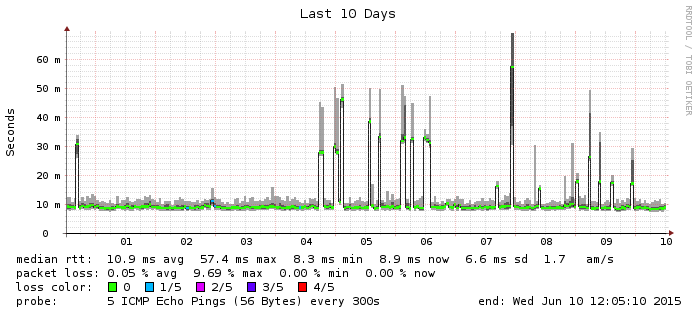 Last 10 Days
RRDTOOL / TOBI OETIKER
Seconds
60 m
50 m
40 m
30 m
20 m
10 m
0
01 02 03 04 05 06 07 08 09 10
median rtt: 10.9 ms avg 57.4 ms max 8.3 ms min 8.9 ms now 6.6 ms sd 1.7 am/s
packet loss: 0.05 % avg 9.69 % max 0.00 % min 0.00 % now
loss color: 0 1/5 2/5 3/5 4/5
probe: 5 ICMP Echo Pings (56 Bytes) every 300s end: Wed Jun 10 12:05:10 2015